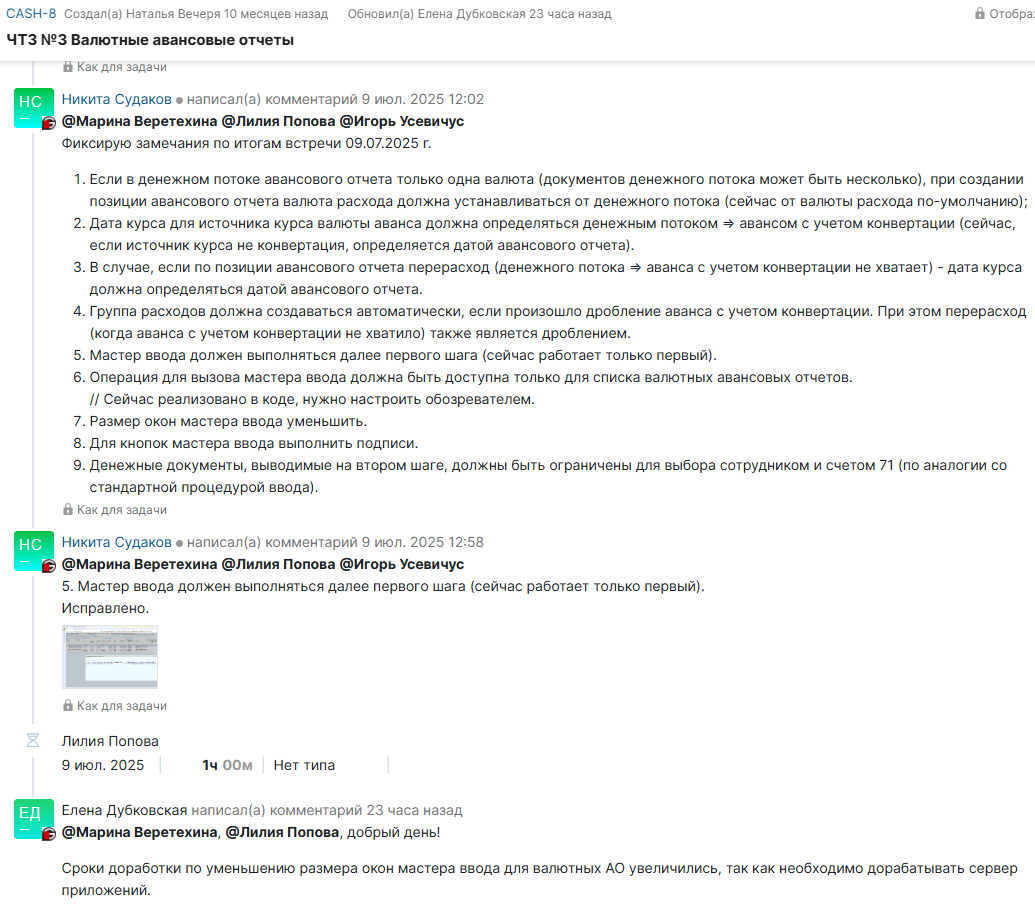 CASH-8 Создал(а) Наталья Вечеря 10 месяцев назад Обновил(а) Елена Дубковская 23 часа назад Отобра
ЧТЗ №3 Валютные авансовые отчеты
Как для задачи
НС
Никита Судаков написал(а) комментарий 9 июл. 2025 12:02
@Марина Веретехина @Лилия Попова @Игорь Усевичус
Фиксирую замечания по итогам встречи 09.07.2025 г.
1. Если в денежном потоке авансового отчета только одна валюта (документов денежного потока может быть несколько), при создании
позиции авансового отчета валюта расхода должна устанавливаться от денежного потока (сейчас от валюты расхода по-умолчанию);
2. Дата курса для источника курса валюты аванса должна определяться денежным потоком => авансом с учетом конвертации (сейчас,
если источник курса не конвертация, определяется датой авансового отчета).
3. В случае, если по позиции авансового отчета перерасход (денежного потока => аванса с учетом конвертации не хватает) - дата курса
должна определяться датой авансового отчета.
4. Группа расходов должна создаваться автоматически, если произошло дробление аванса с учетом конвертации. При этом перерасход
(когда аванса с учетом конвертации не хватило) также является дроблением.
5. Мастер ввода должен выполняться далее первого шага (сейчас работает только первый).
6. Операция для вызова мастера ввода должна быть доступна только для списка валютных авансовых отчетов.
// Сейчас реализовано в коде, нужно настроить обозревателем.
7. Размер окон мастера ввода уменьшить.
8. Для кнопок мастера ввода выполнить подписи.
9. Денежные документы, выводимые на втором шаге, должны быть ограничены для выбора сотрудником и счетом 71 (по аналогии со
стандартной процедурой ввода).
Как для задачи
НС
Никита Судаков написал(а) комментарий 9 июл. 2025 12:58
@Марина Веретехина @Лилия Попова @Игорь Усевичус
5. Мастер ввода должен выполняться далее первого шага (сейчас работает только первый).
Исправлено.
Как для задачи
Лилия Попова
9 июл. 2025 1ч 00м Нет типа
ЕД
Елена Дубковская написал(а) комментарий 23 часа назад
@Марина Веретехина, @Лилия Попова, добрый день!
Сроки доработки по уменьшению размера окон мастера ввода для валютных АО увеличились, так как необходимо дорабатывать сервер
приложений.